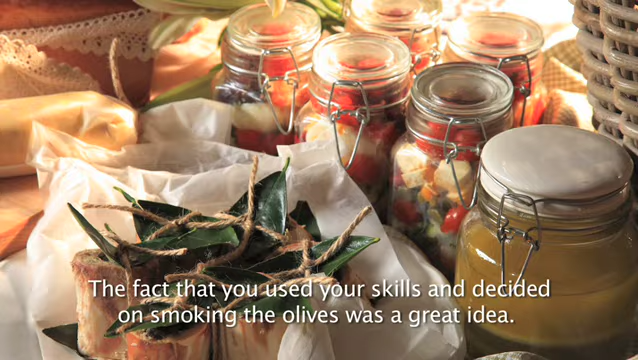 The fact that you used your skills and decided
on smoking the olives was a great idea.